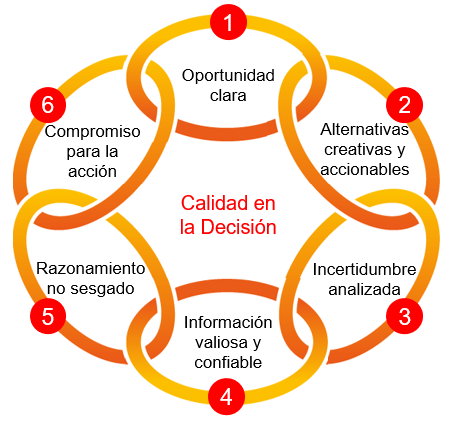 1
Oportunidad
clara
2
Alternativas
creativas y
accionables
3
Incertidumbre
analizada
4
Información
valiosa y
confiable
5
Razonamiento
no sesgado
6
Compromiso
para la
acción
Calidad en
la Decisión